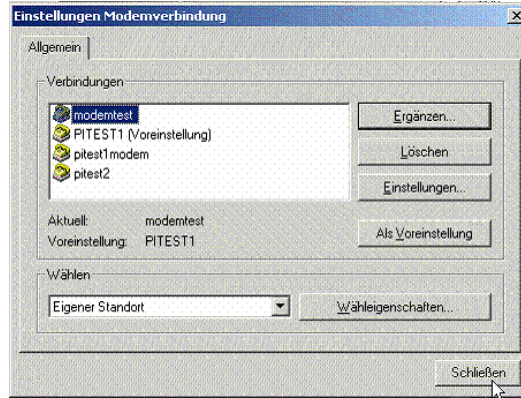 Einstellungen Modemverbindung
Allgemein
Verbindungen
modemtest
PITEST1 (Voreinstellung)
pitest1modem
pitest2
Ergänzen...
Löschen
Einstellungen...
Aktuell: modemtest
Voreinstellung: PITEST1
Als Voreinstellung
Wählen
Eigener Standort
Wähleigenschaften...
Schließen